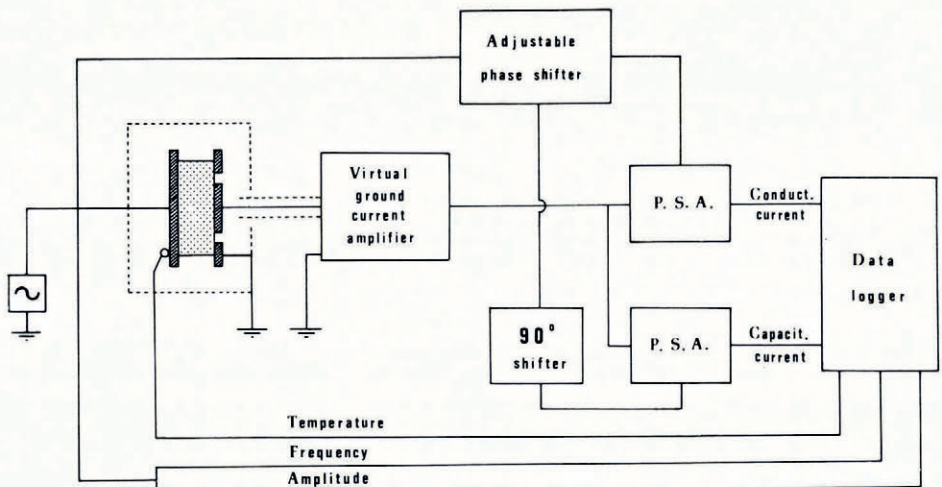 Adjustable
phase shifter
Virtual
ground
current
amplifier
P. S. A.
Conduct.
current
Data
logger
90°
shifter
P. S. A.
Capacit.
current
Temperature
Frequency
Amplitude